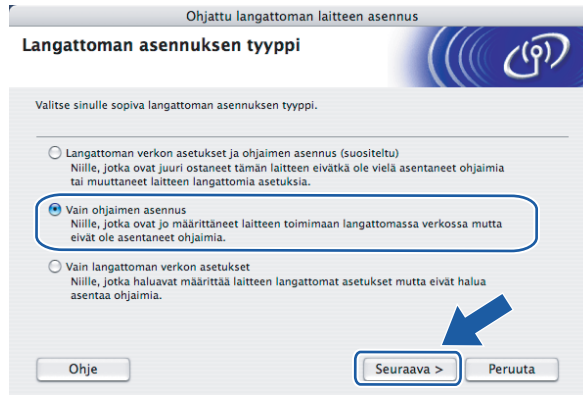 Ohjattu langattoman laitteen asennus
Langattoman asennuksen tyyppi
Valitse sinulle sopiva langattoman asennuksen tyyppi.
Langattoman verkon asetukset ja ohjaimen asennus (suositeltu)
Niille, jotka ovat juuri ostaneet tämän laitteen eivätkä ole vielä asentaneet ohjaimia
tai muuttaneet laitteen langattomia asetuksia.
Vain ohjaimen asennus
Niille, jotka ovat jo määrittäneet laitteen toimimaan langattomassa verkossa mutta
eivät ole asentaneet ohjaimia.
Vain langattoman verkon asetukset
Niille, jotka haluavat määrittää laitteen langattomat asetukset mutta eivät halua
asentaa ohjaimia.
Ohje
Seuraava >
Peruuta